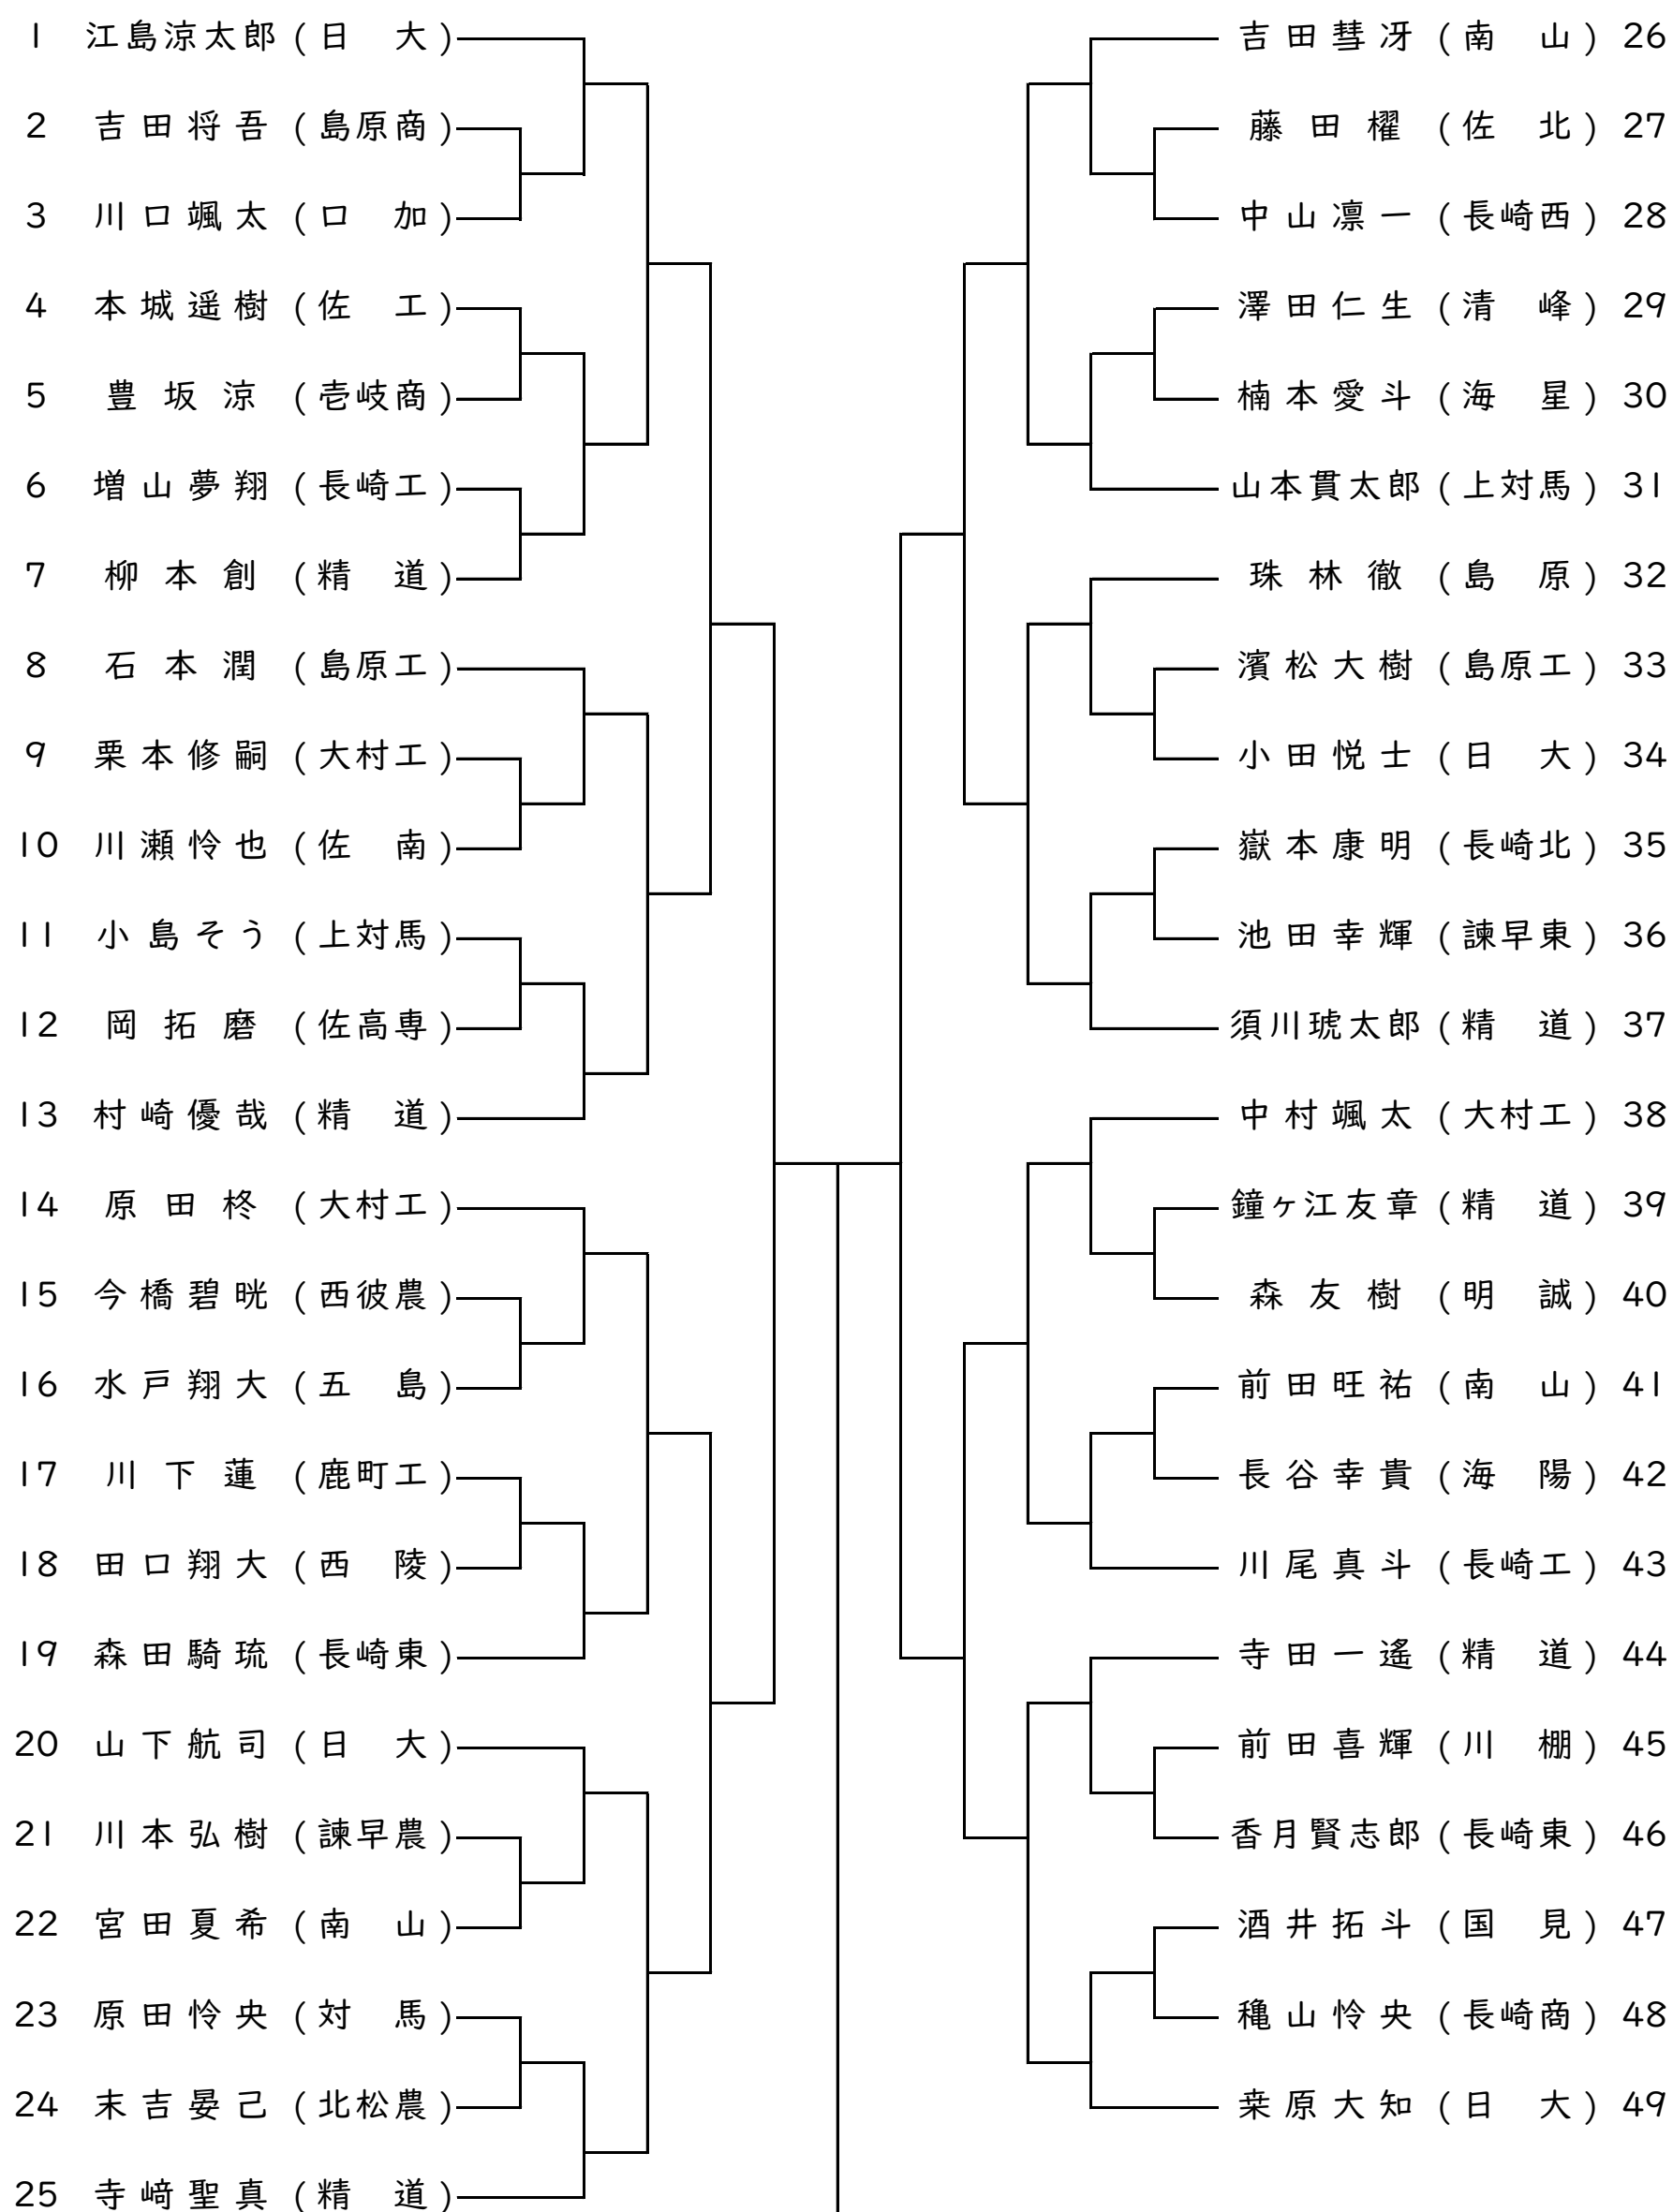 1 江島涼太郎 (日 大)
2 吉田将吾 (島原商)
3 川口颯太 (口 加)
4 本城遥樹 (佐 工)
5 豊坂涼 (壱岐商)
6 増山夢翔 (長崎工)
7 柳本創 (精 道)
8 石本潤 (島原工)
9 栗本修嗣 (大村工)
10 川瀬怜也 (佐 南)
11 小島そう (上対馬)
12 岡拓磨 (佐高専)
13 村崎優哉 (精 道)
14 原田柊 (大村工)
15 今橋碧晄 (西彼農)
16 水戸翔大 (五 島)
17 川下蓮 (鹿町工)
18 田口翔大 (西 陵)
19 森田騎琉 (長崎東)
20 山下航司 (日 大)
21 川本弘樹 (諫早農)
22 宮田夏希 (南 山)
23 原田怜央 (対 馬)
24 末吉晏己 (北松農)
25 寺﨑聖真 (精 道)
吉田彗冴 (南 山) 26
藤田櫂 (佐 北) 27
中山凛一 (長崎西) 28
澤田仁生 (清 峰) 29
楠本愛斗 (海 星) 30
山本貫太郎 (上対馬) 31
珠林徹 (島 原) 32
濱松大樹 (島原工) 33
小田悦士 (日 大) 34
嶽本康明 (長崎北) 35
池田幸輝 (諫早東) 36
須川琥太郎 (精 道) 37
中村颯太 (大村工) 38
鐘ヶ江友章 (精 道) 39
森友樹 (明 誠) 40
前田旺祐 (南 山) 41
長谷幸貴 (海 陽) 42
川尾真斗 (長崎工) 43
寺田一遙 (精 道) 44
前田喜輝 (川 棚) 45
香月賢志郎 (長崎東) 46
酒井拓斗 (国 見) 47
穐山怜央 (長崎商) 48
桒原大知 (日 大) 49